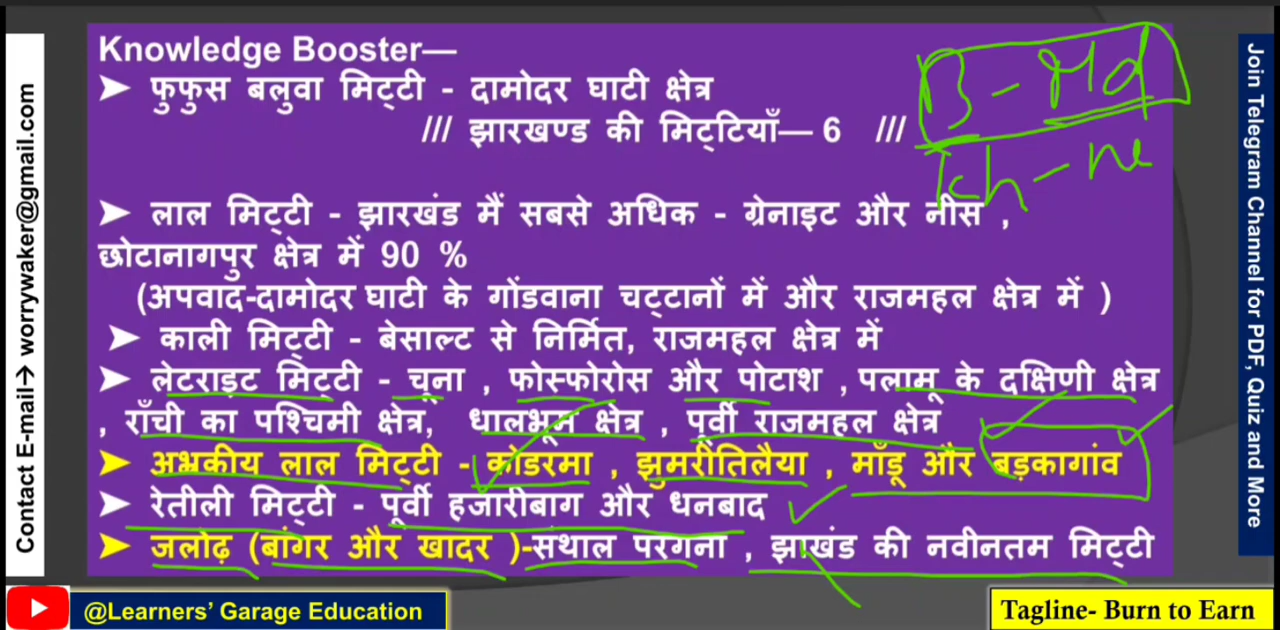 Knowledge Booster—
➤ फुफुस बलुवा मिट्टी - दामोदर घाटी क्षेत्र
/// झारखण्ड की मिट्टियाँ— 6 ///
➤ लाल मिट्टी - झारखंड मैं सबसे अधिक - ग्रेनाइट और नीस ,
छोटानागपुर क्षेत्र में 90 %
(अपवाद-दामोदर घाटी के गोंडवाना चट्टानों में और राजमहल क्षेत्र में )
➤ काली मिट्टी - बेसाल्ट से निर्मित, राजमहल क्षेत्र में
➤ लेटराइट मिट्टी - चूना , फोस्फोरोस और पोटाश , पलामू के दक्षिणी क्षेत्र
, राँची का पश्चिमी क्षेत्र, धालभूम क्षेत्र , पूर्वी राजमहल क्षेत्र
➤ अभ्रकीय लाल मिट्टी - कोडरमा , झुमरीतिलैया , माँडू और बड़कागांव
➤ रेतीली मिट्टी - पूर्वी हजारीबाग और धनबाद
➤ जलोढ़ (बांगर और खादर )-संथाल परगना , झाखंड की नवीनतम मिट्टी
B - Md
Ich - ne
Contact E-mail→ worrywaker@gmail.com
Join Telegram Channel for PDF, Quiz and More
@Learners’ Garage Education
Tagline- Burn to Earn